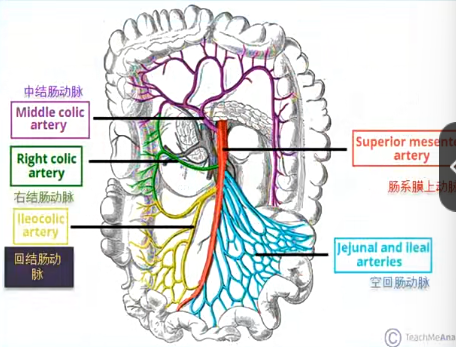 中结肠动脉
Middle colic
artery
Right colic
artery
右结肠动脉
Ileocolic
artery
回结肠动
脉
Superior mesente
artery
肠系膜上动脉
Jejunal and ileal
arteries
空回肠动脉
© TeachMeAna